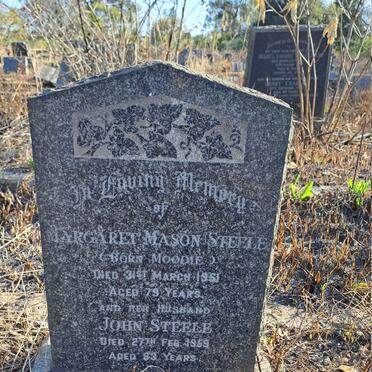 In Loving Memory
of
MARGARET MASON STEELE
(BORN MOODIE)
DIED 31ST MARCH 1951
AGED 79 YEARS.
AND HER HUSBAND
JOHN STEELE
DIED 27TH FEB. 1959
AGED 83 YEARS.